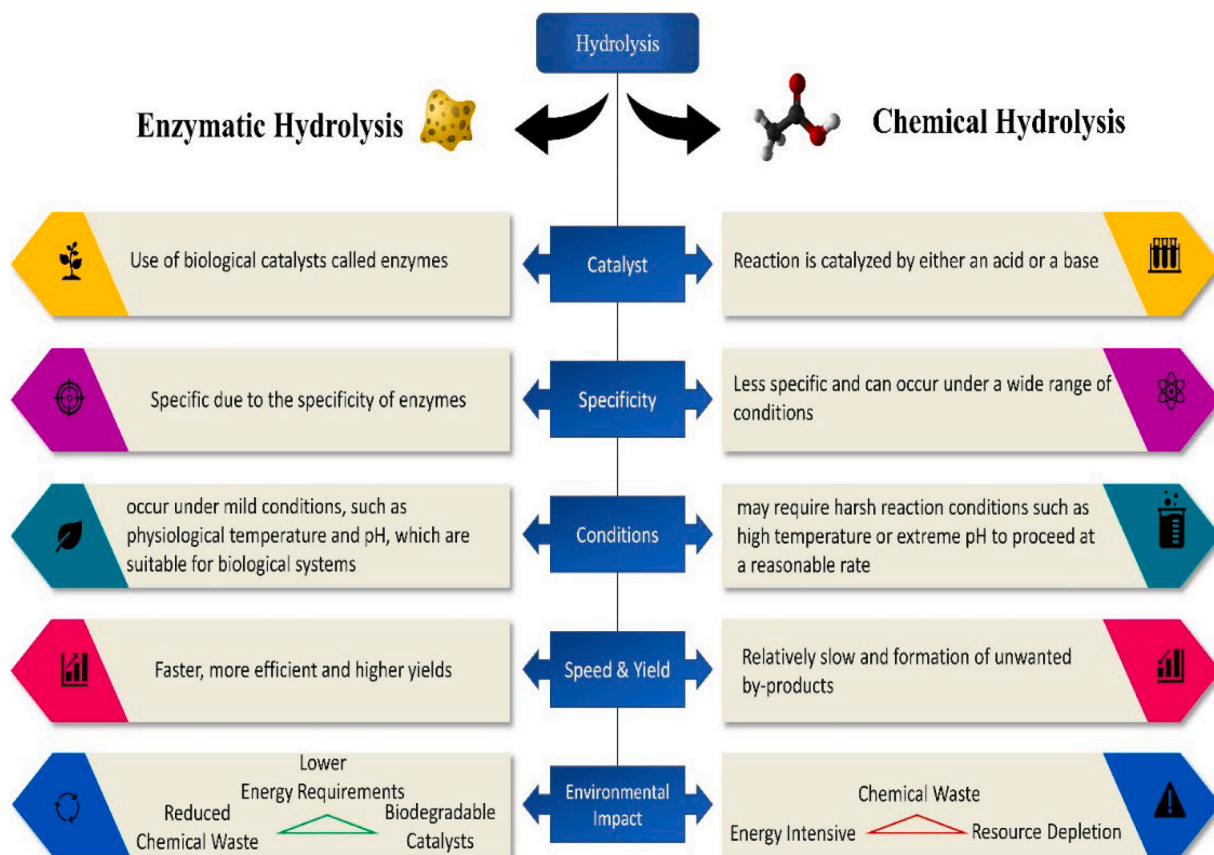 Hydrolysis
Enzymatic Hydrolysis
Chemical Hydrolysis
Use of biological catalysts called enzymes
Catalyst
Reaction is catalyzed by either an acid or a base
Specific due to the specificity of enzymes
Specificity
Less specific and can occur under a wide range of
conditions
occur under mild conditions, such as
physiological temperature and pH, which are
suitable for biological systems
Conditions
may require harsh reaction conditions such as
high temperature or extreme pH to proceed at
a reasonable rate
Faster, more efficient and higher yields
Speed & Yield
Relatively slow and formation of unwanted
by-products
Lower
Energy Requirements
Reduced
Chemical Waste
Biodegradable
Catalysts
Environmental
Impact
Chemical Waste
Energy Intensive
Resource Depletion